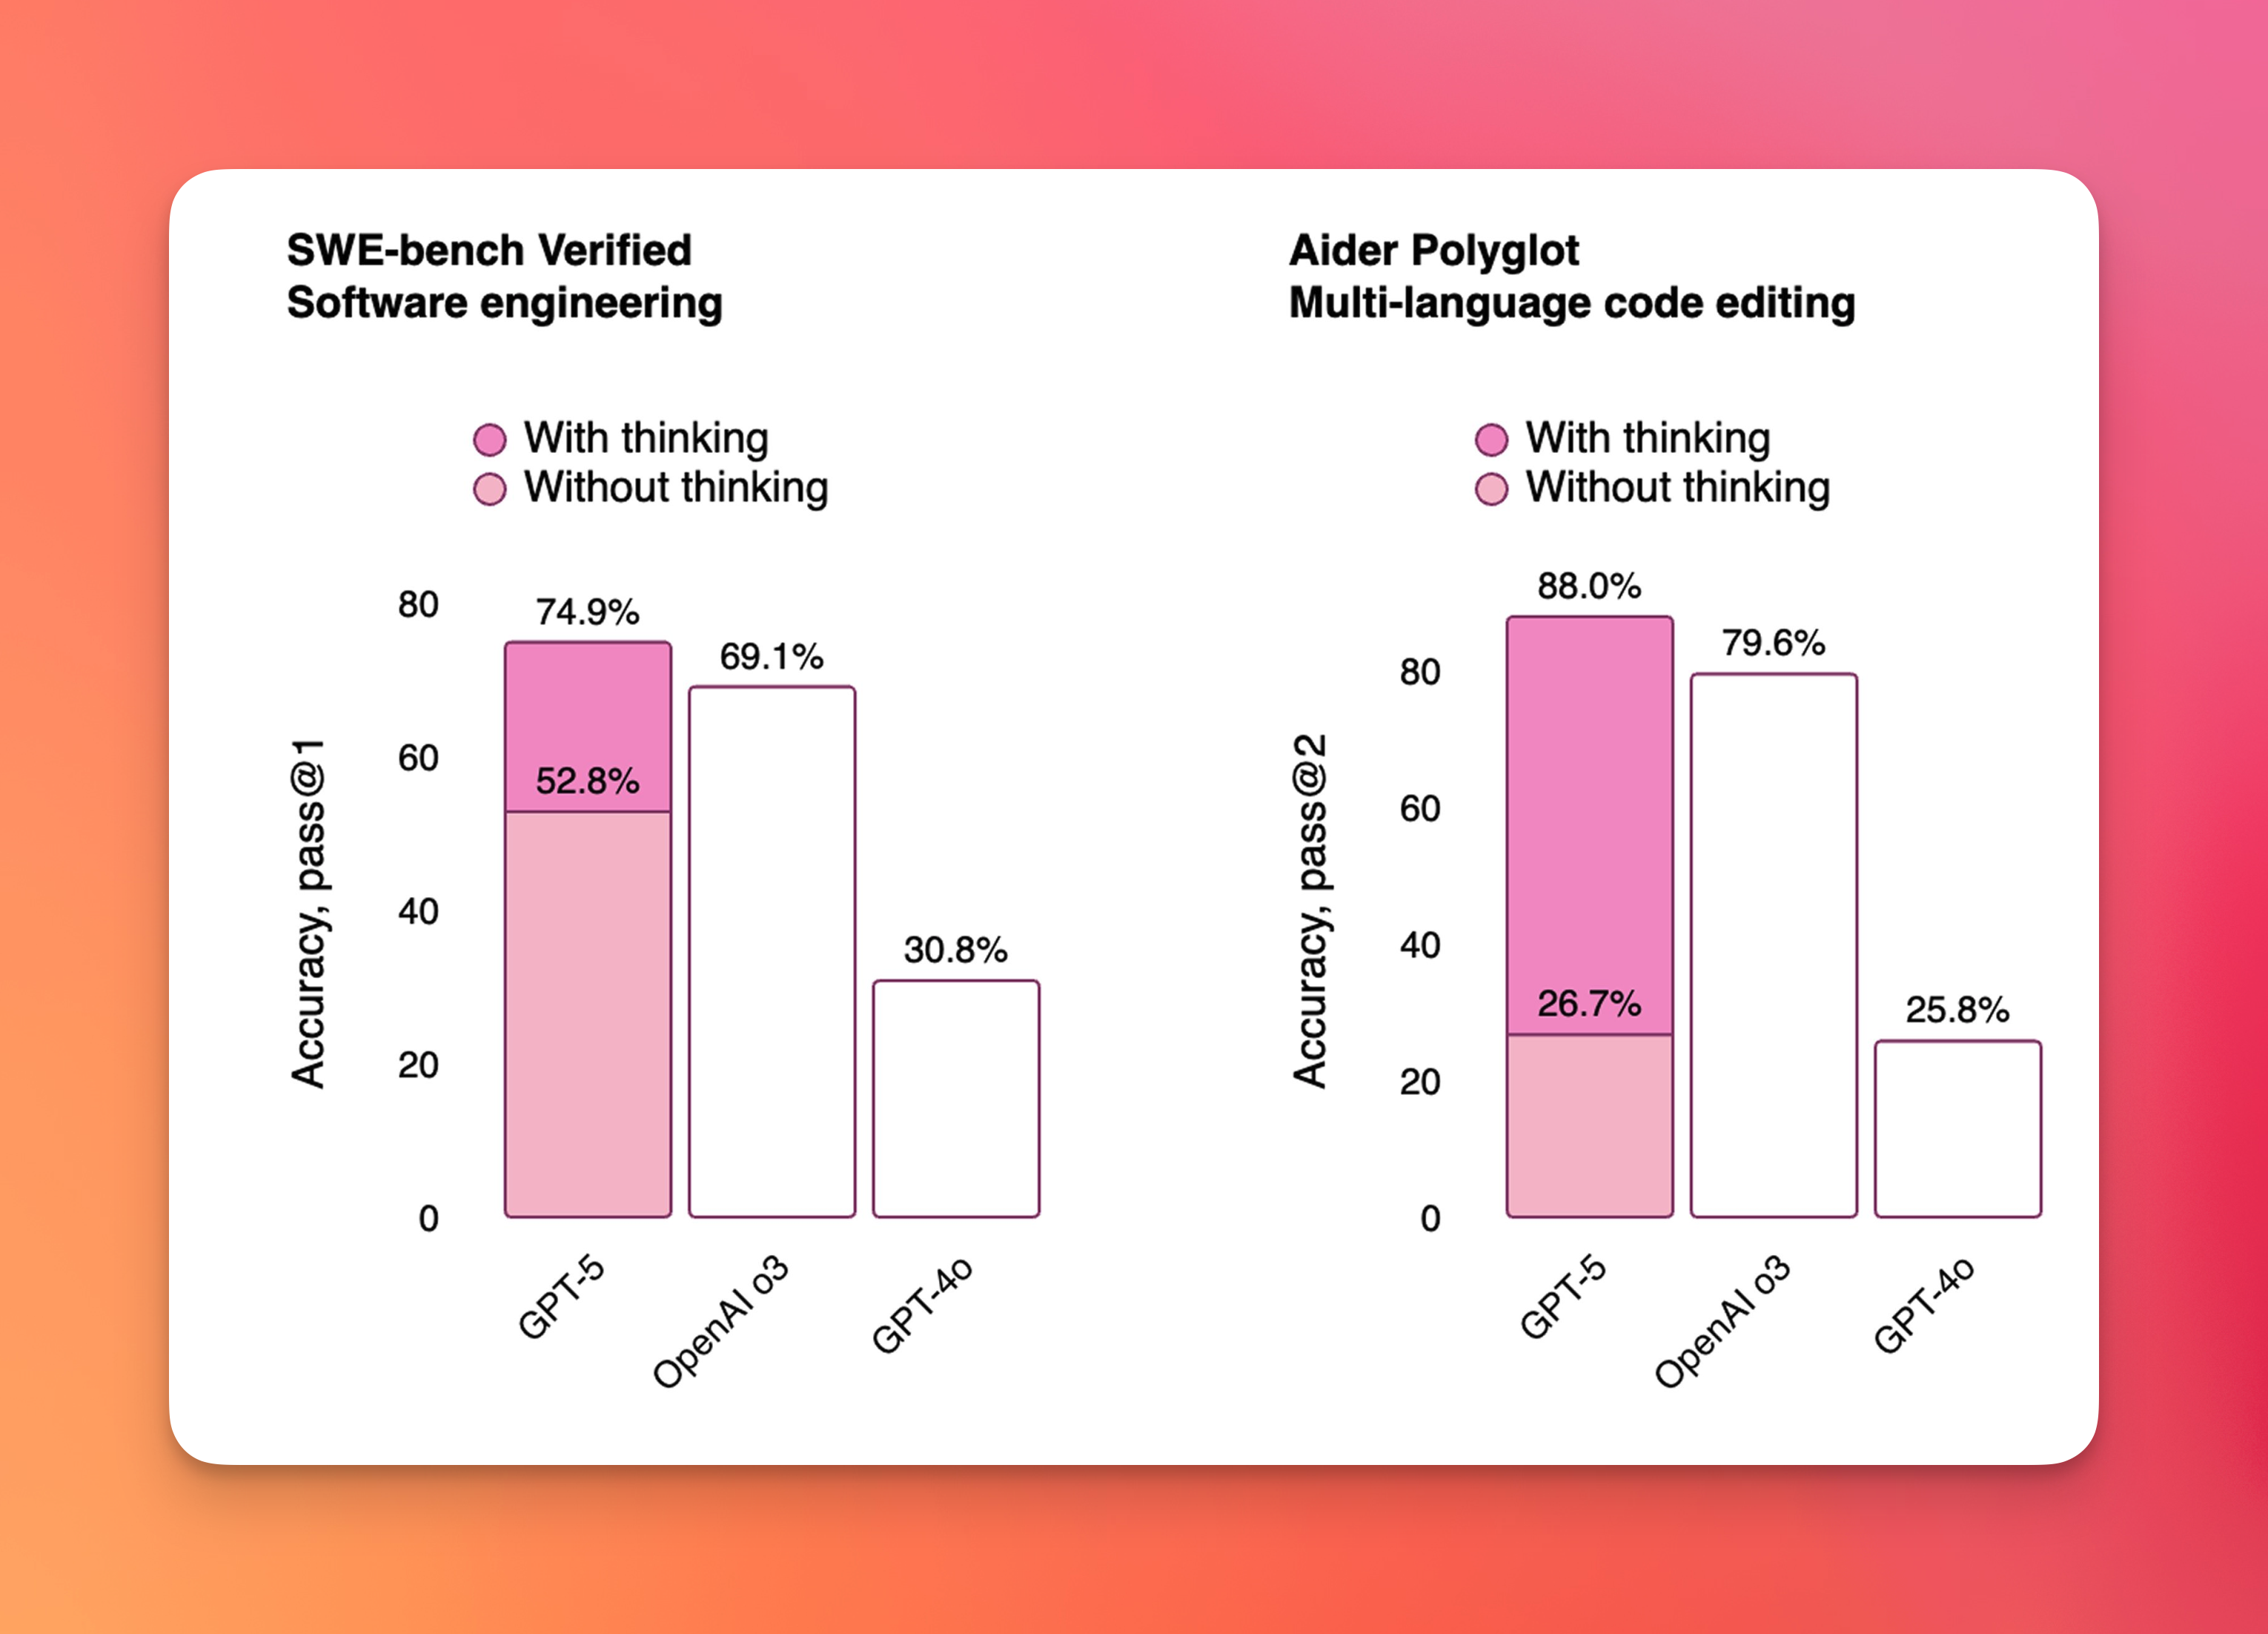 SWE-bench Verified
Software engineering
With thinking
Without thinking
Accuracy, pass@1
80
60
40
20
0
74.9%
52.8%
69.1%
30.8%
GPT-5
OpenAI o3
GPT-4o
Aider Polyglot
Multi-language code editing
With thinking
Without thinking
Accuracy, pass@2
80
60
40
20
0
88.0%
26.7%
79.6%
25.8%
GPT-5
OpenAI o3
GPT-4o